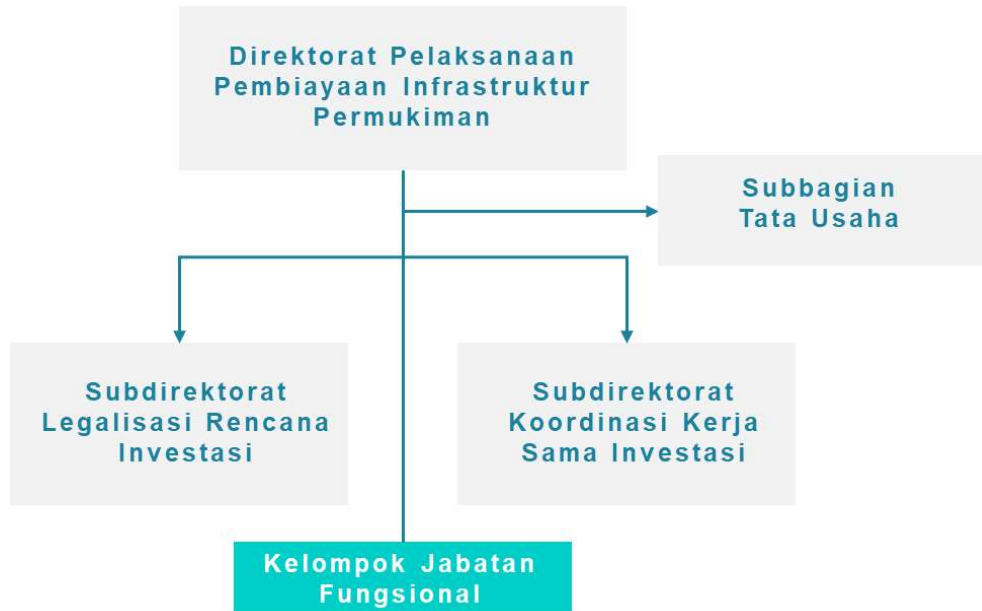 Direktorat Pelaksanaan
Pembiayaan Infrastruktur
Permukiman
Subbagian
Tata Usaha
Subdirektorat
Legalisasi Rencana
Investasi
Subdirektorat
Koordinasi Kerja
Sama Investasi
Kelompok Jabatan
Fungsional